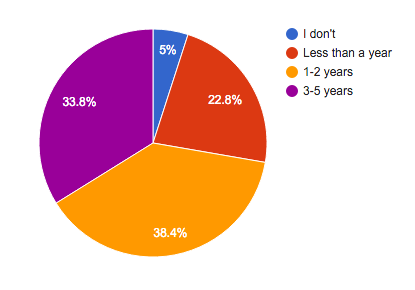 I don't
Less than a year
1-2 years
3-5 years
5%
22.8%
38.4%
33.8%